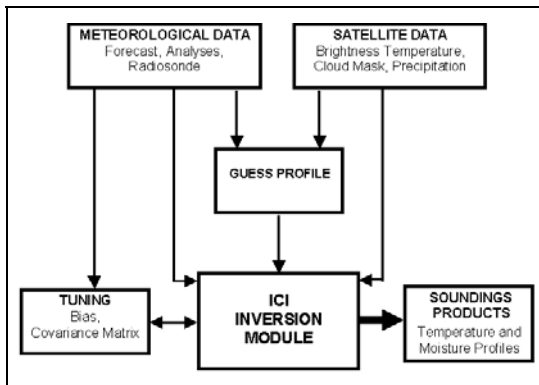 METEOROLOGICAL DATA
Forecast, Analyses,
Radiosonde
SATELLITE DATA
Brightness Temperature,
Cloud Mask, Precipitation
GUESS PROFILE
TUNING
Bias,
Covariance Matrix
ICI
INVERSION
MODULE
SOUNDINGS
PRODUCTS
Temperature and
Moisture Profiles